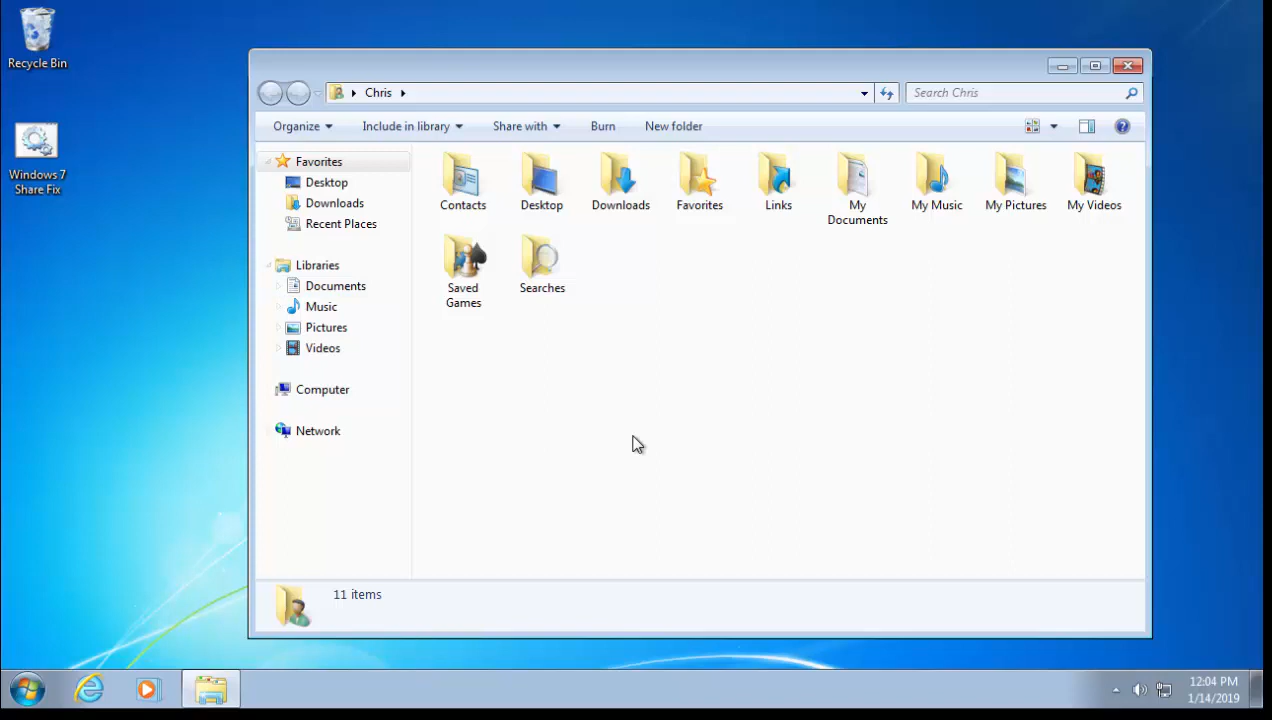 Recycle Bin
Windows 7
Share Fix
Chris
Search Chris
Organize Include in library Share with Burn New folder
Favorites
Desktop
Downloads
Recent Places
Libraries
Documents
Music
Pictures
Videos
Computer
Network
Contacts Desktop Downloads Favorites Links My Documents My Music My Pictures My Videos
Saved Games Searches
11 items
12:04 PM
1/14/2019